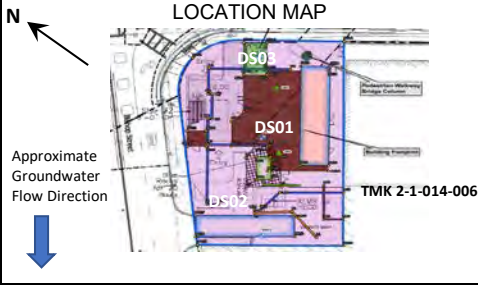 LOCATION MAP
N
DS03
Pedestrian Walkway
Bridge Column
DS01
Building Footprint
Approximate
Groundwater
Flow Direction
TMK 2-1-014-006
DS02